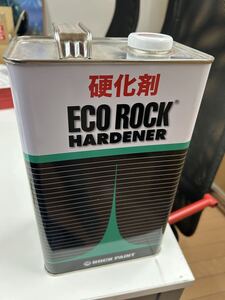 硬化剤
ECO ROCK®
HARDENER
ROCK PAINT